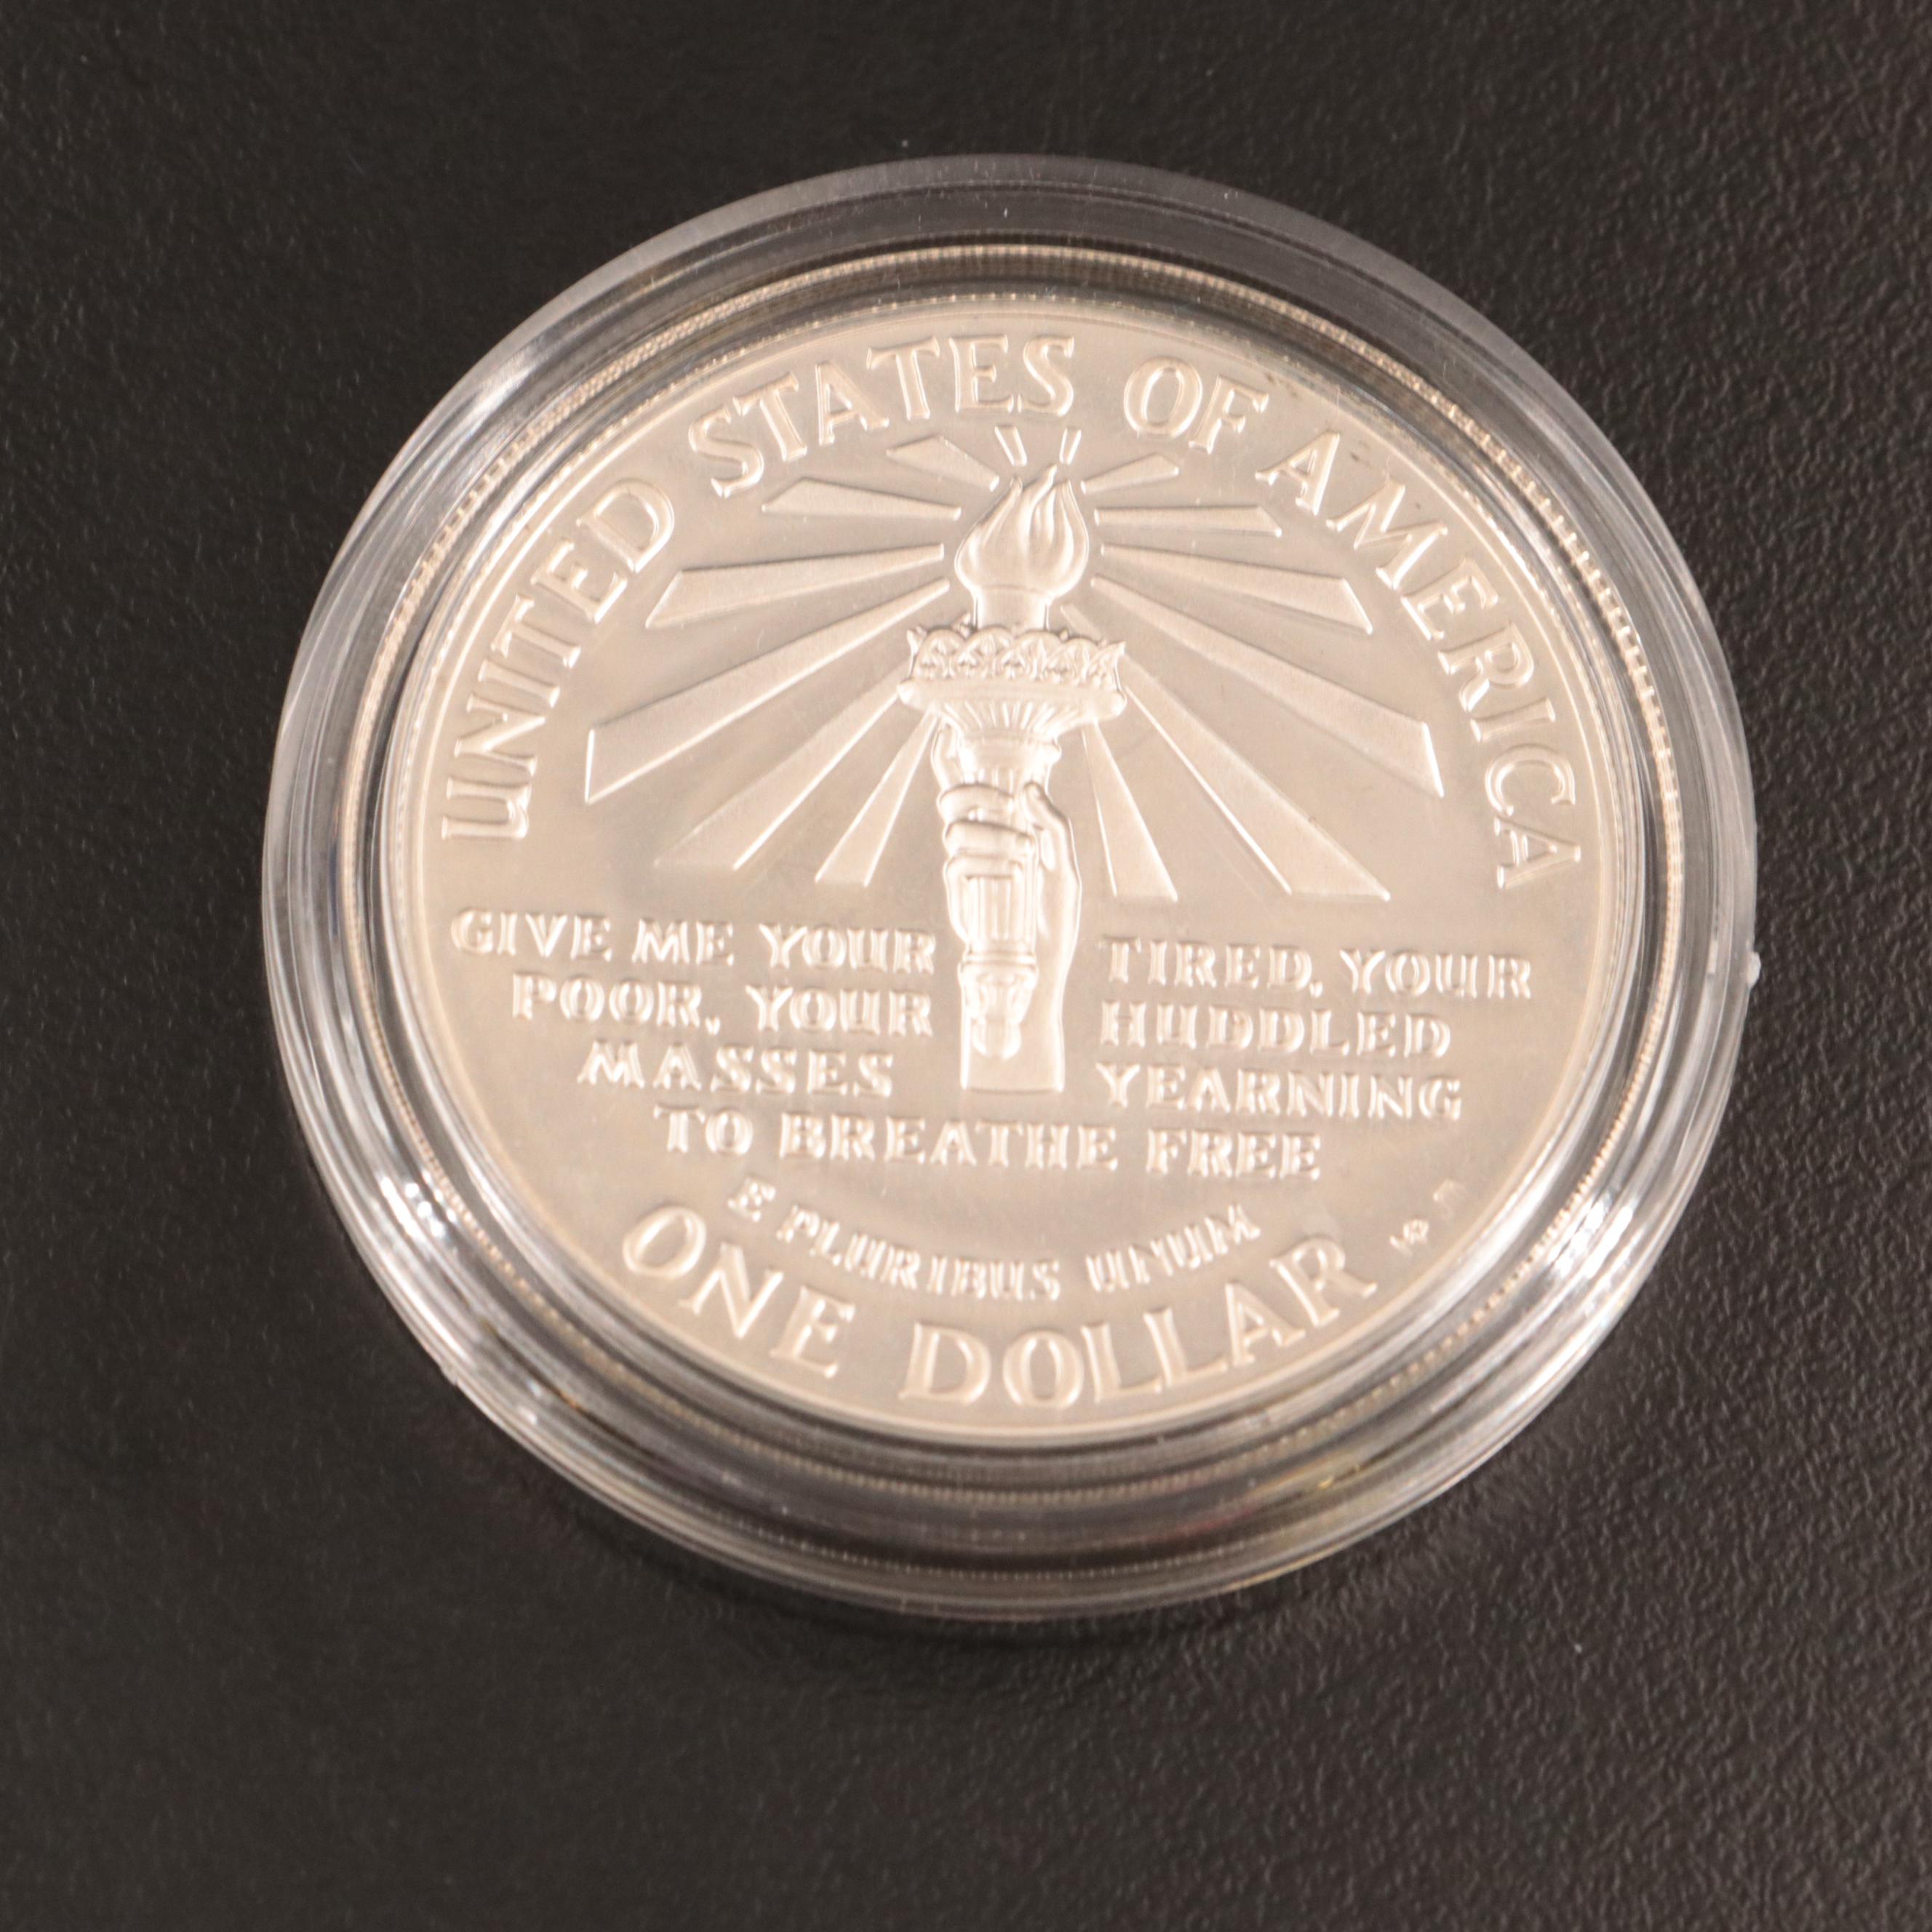 UNITED STATES OF AMERICA
GIVE ME YOUR TIRED, YOUR
POOR, YOUR HUDDLED
MASSES YEARNING
TO BREATHE FREE
E PLURIBUS UNUM
ONE DOLLAR